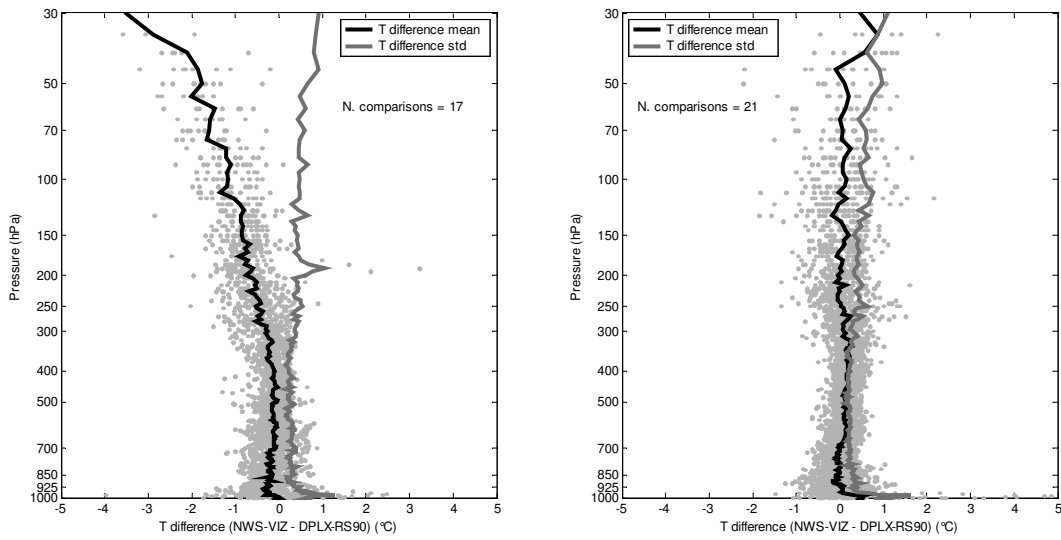 30
50
70
100
150
200
250
300
400
500
700
850
925
1000
Pressure (hPa)
T difference mean
T difference std
N. comparisons = 17
-5 -4 -3 -2 -1 0 1 2 3 4 5
T difference (NWS-VIZ - DPLX-RS90) (°C)
30
50
70
100
150
200
250
300
400
500
700
850
925
1000
Pressure (hPa)
T difference mean
T difference std
N. comparisons = 21
-5 -4 -3 -2 -1 0 1 2 3 4 5
T difference (NWS-VIZ - DPLX-RS90) (°C)